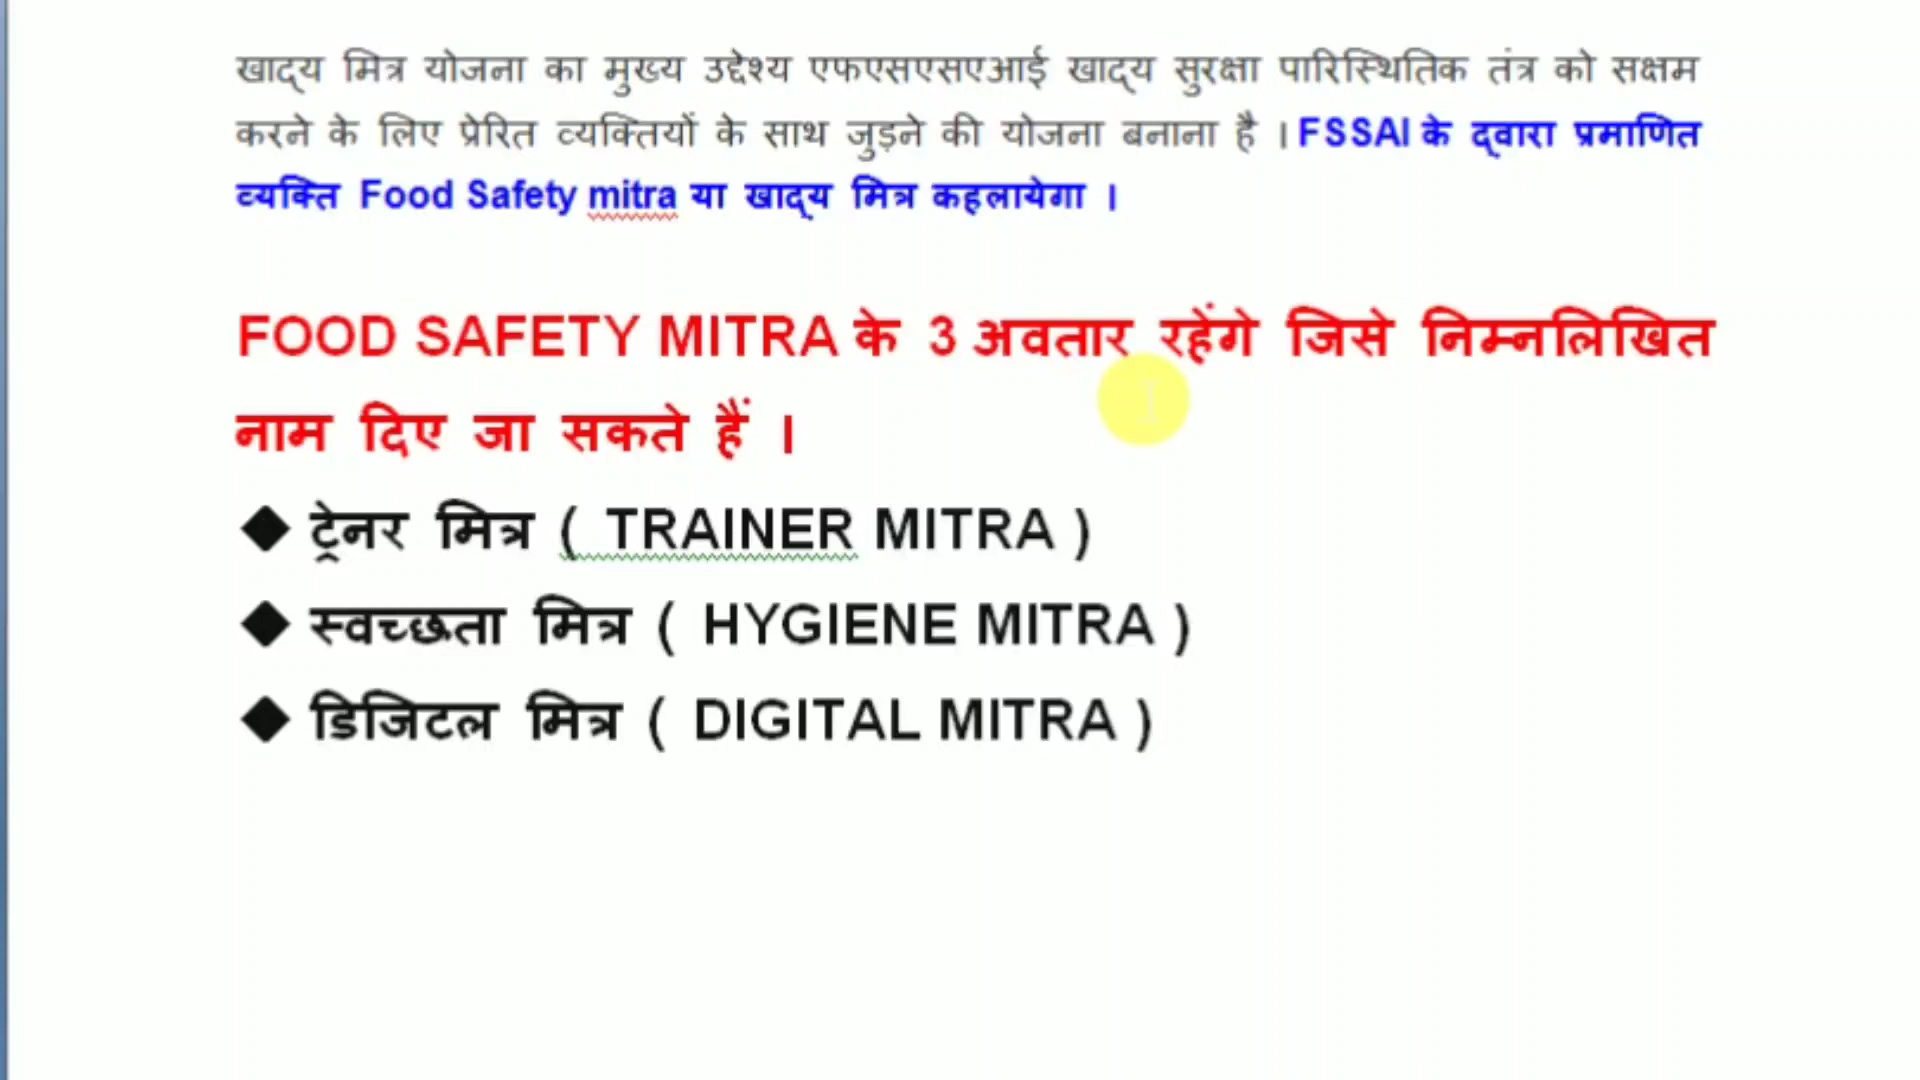 खाद्य मित्र योजना का मुख्य उद्देश्य एफएसएसएआई खाद्य सुरक्षा पारिस्थितिक तंत्र को सक्षम
करने के लिए प्रेरित व्यक्तियों के साथ जुड़ने की योजना बनाना है । FSSAI के द्वारा प्रमाणित
व्यक्ति Food Safety mitra या खाद्य मित्र कहलायेगा ।
FOOD SAFETY MITRA के 3 अवतार रहेंगे जिसे निम्नलिखित
नाम दिए जा सकते हैं ।
◆ ट्रेनर मित्र ( TRAINER MITRA )
◆ स्वच्छता मित्र ( HYGIENE MITRA )
◆ डिजिटल मित्र ( DIGITAL MITRA )